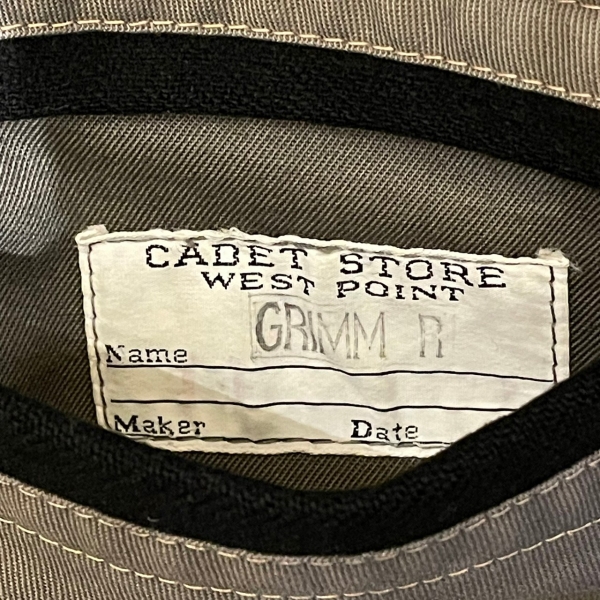 CADET STORE
WEST POINT
Name GRIMM R
Maker Date